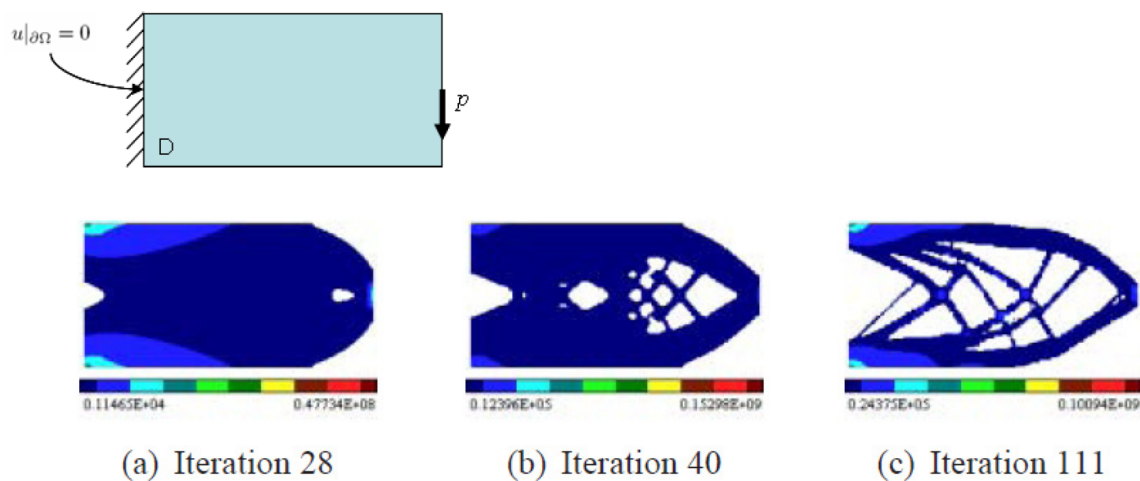 u|∂Ω = 0
p
D
0.11465E+04 0.47734E+08
0.12396E+05 0.15298E+09
0.24375E+05 0.10094E+09
(a) Iteration 28
(b) Iteration 40
(c) Iteration 111